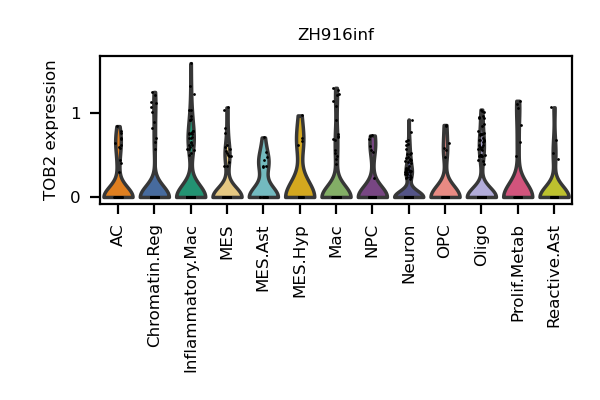 ZH916inf
TOB2 expression
1
0
AC
Chromatin.Reg
Inflammatory.Mac
MES
MES.Ast
MES.Hyp
Mac
NPC
Neuron
OPC
Oligo
Prolif.Metab
Reactive.Ast